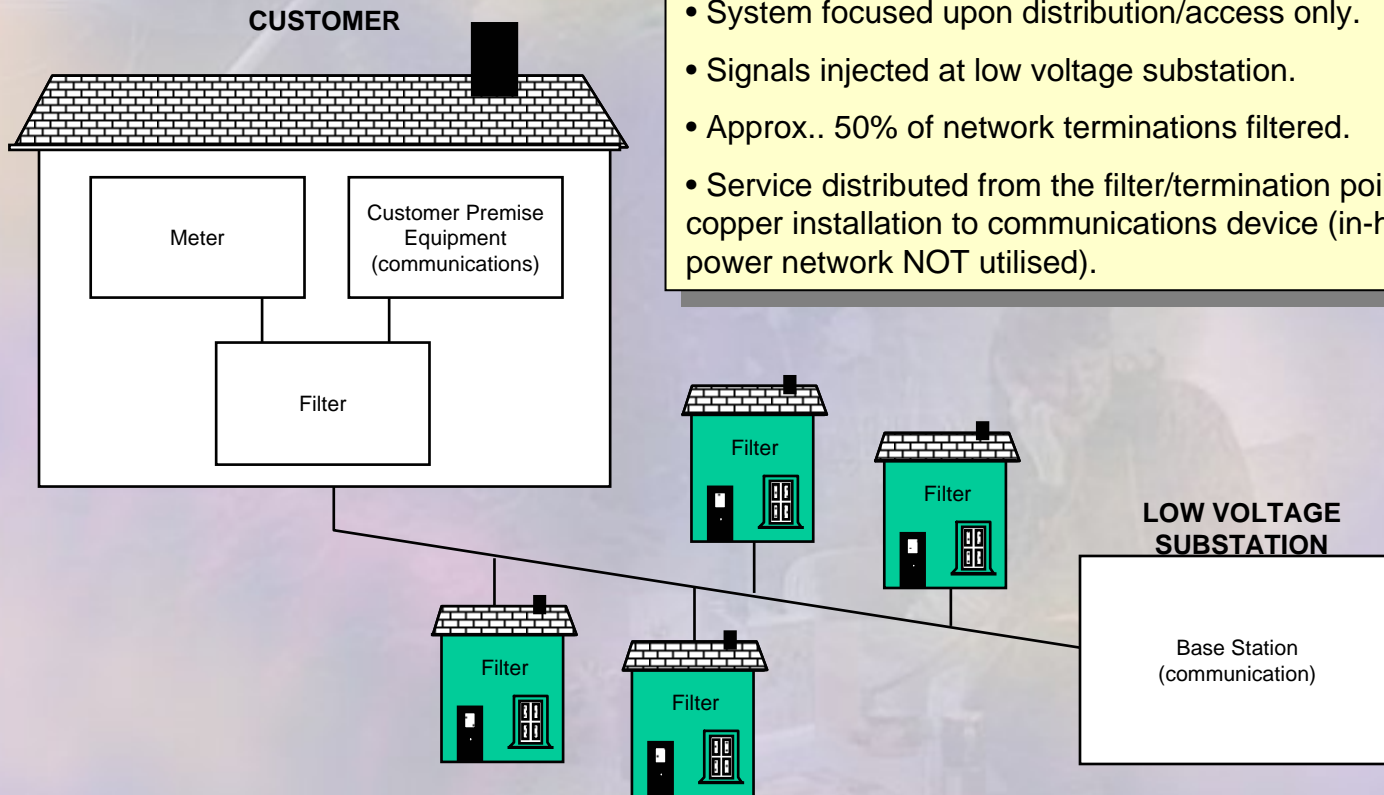 CUSTOMER
• System focused upon distribution/access only.
• Signals injected at low voltage substation.
• Approx.. 50% of network terminations filtered.
• Service distributed from the filter/termination
copper installation to communications device
power network NOT utilised).
Meter
Customer Premise
Equipment
(communications)
Filter
Filter
Filter
LOW VOLTAGE
SUBSTATION
Base Station
(communication)
Filter
Filter